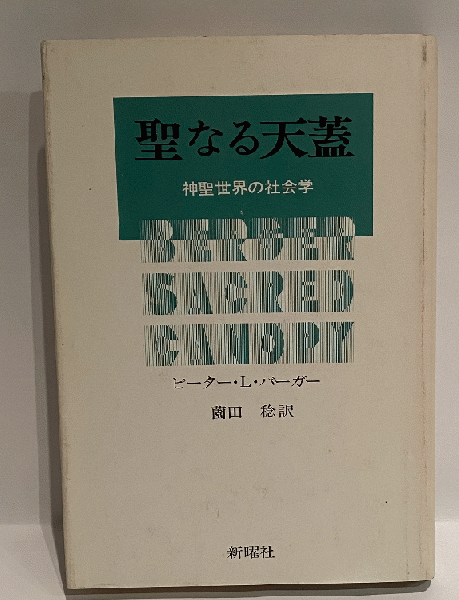 聖なる天蓋
神聖世界の社会学
BERGER
SACRED
CANOPY
ピーター・L・バーガー
薗田 稔訳
新曜社